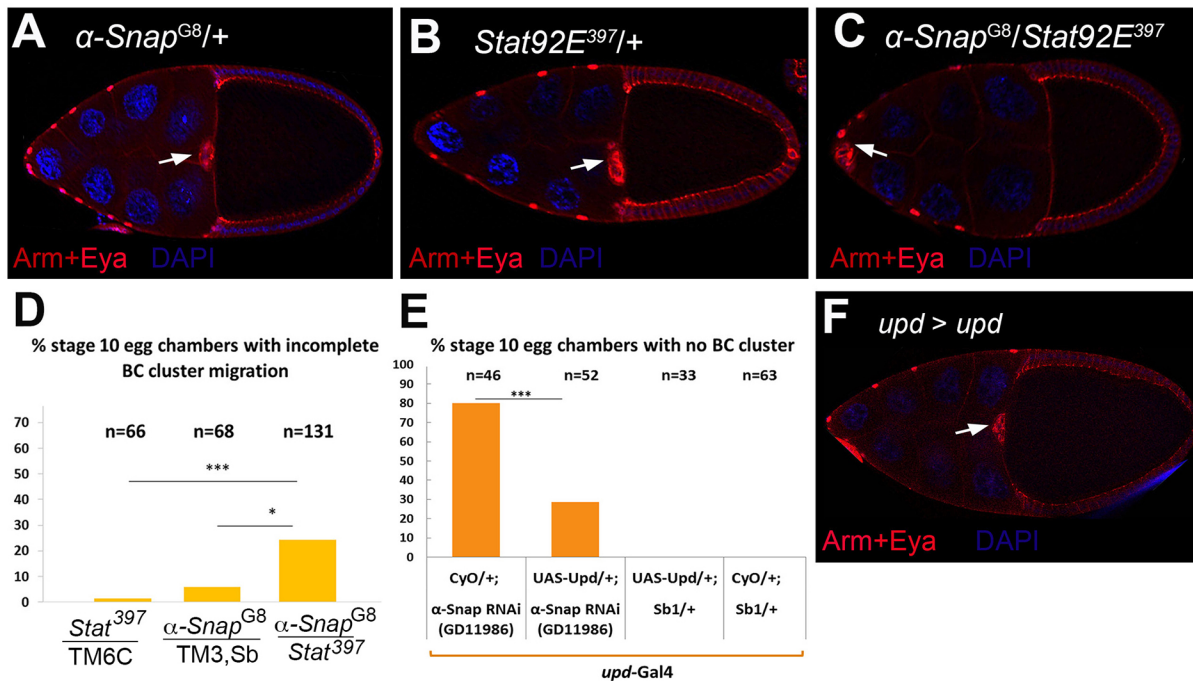 A
α-Snap^G8/+
Arm+Eya DAPI
B
Stat92E^397/+
Arm+Eya DAPI
C
α-Snap^G8/Stat92E^397
Arm+Eya DAPI
D
% stage 10 egg chambers with incomplete
BC cluster migration
n=66 n=68 n=131
***
*
70
60
50
40
30
20
10
0
Stat^397 α-Snap^G8 α-Snap^G8
TM6C TM3,Sb Stat^397
E
% stage 10 egg chambers with no BC cluster
n=46 n=52 n=33 n=63
***
100
90
80
70
60
50
40
30
20
10
0
CyO/+; UAS-Upd/+; UAS-Upd/+; CyO/+;
α-Snap RNAi α-Snap RNAi Sb1/+ Sb1/+
(GD11986) (GD11986)
upd-Gal4
F
upd > upd
Arm+Eya DAPI